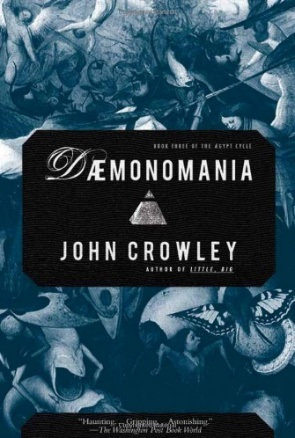 BOOK THREE OF THE ÆGYPT CYCLE
DÆMONOMANIA
JOHN CROWLEY
AUTHOR OF LITTLE, BIG
"Haunting. . . . Gripping. . . . Astonishing."
—The Washington Post Book World